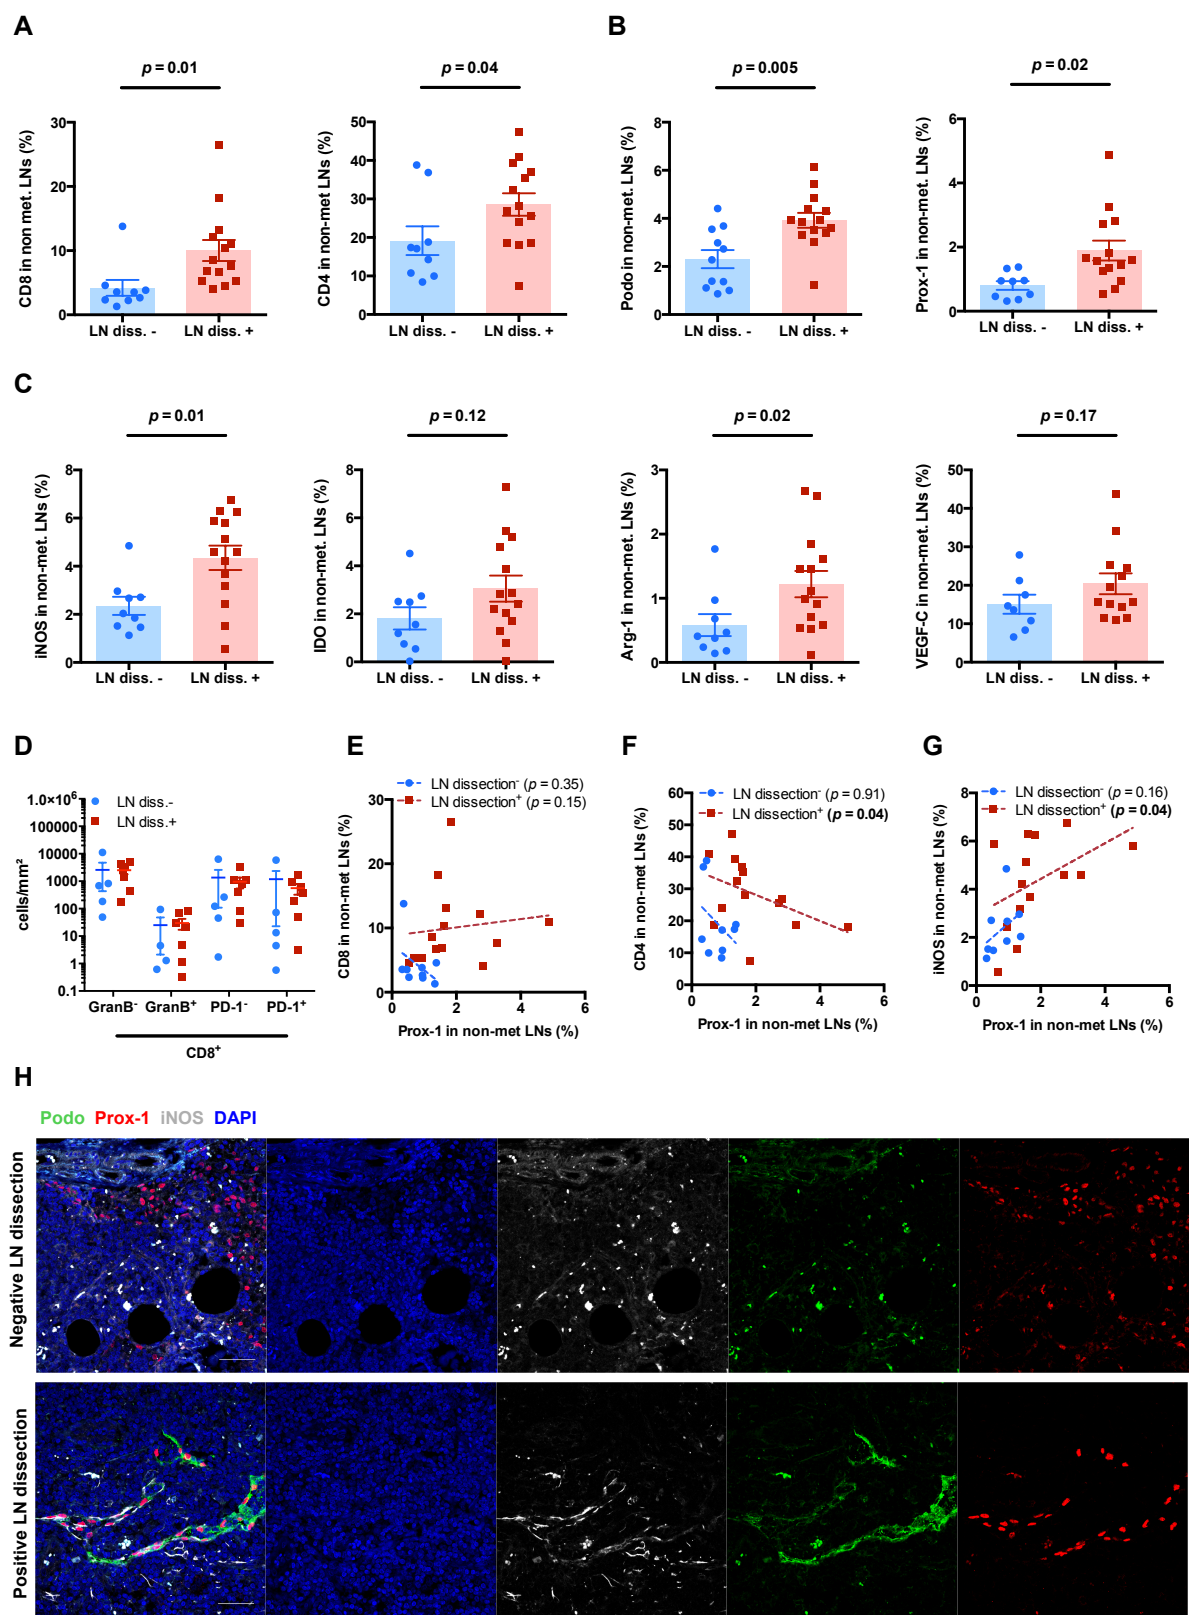 A
B
p = 0.01
p = 0.04
p = 0.005
p = 0.02
CD8 in non met. LNs (%)
30
20
10
0
LN diss. - LN diss. +
CD4 in non-met. LNs (%)
50
40
30
20
10
0
LN diss. - LN diss. +
Podo in non-met. LNs (%)
8
6
4
2
0
LN diss. - LN diss. +
Prox-1 in non-met. LNs (%)
6
4
2
0
LN diss. - LN diss. +
C
p = 0.01
p = 0.12
p = 0.02
p = 0.17
iNOS in non-met. LNs (%)
8
6
4
2
0
LN diss. - LN diss. +
IDO in non-met. LNs (%)
8
6
4
2
0
LN diss. - LN diss. +
Arg-1 in non-met. LNs (%)
3
2
1
0
LN diss. - LN diss. +
VEGF-C in non-met. LNs (%)
50
40
30
20
10
0
LN diss. - LN diss. +
D
cells/mm²
1.0×10⁶
100000
10000
1000
100
10
1
0.1
LN diss.-
LN diss.+
GranB⁻ GranB⁺ PD-1⁻ PD-1⁺
CD8⁺
E
LN dissection⁻ (p = 0.35)
LN dissection⁺ (p = 0.15)
CD8 in non-met LNs (%)
30
20
10
0
0 2 4 6
Prox-1 in non-met LNs (%)
F
LN dissection⁻ (p = 0.91)
LN dissection⁺ (p = 0.04)
CD4 in non-met LNs (%)
60
50
40
30
20
10
0
0 2 4 6
Prox-1 in non-met LNs (%)
G
LN dissection⁻ (p = 0.16)
LN dissection⁺ (p = 0.04)
iNOS in non-met LNs (%)
8
6
4
2
0
0 2 4 6
Prox-1 in non-met LNs (%)
H
Podo Prox-1 iNOS DAPI
Negative LN dissection
Positive LN dissection